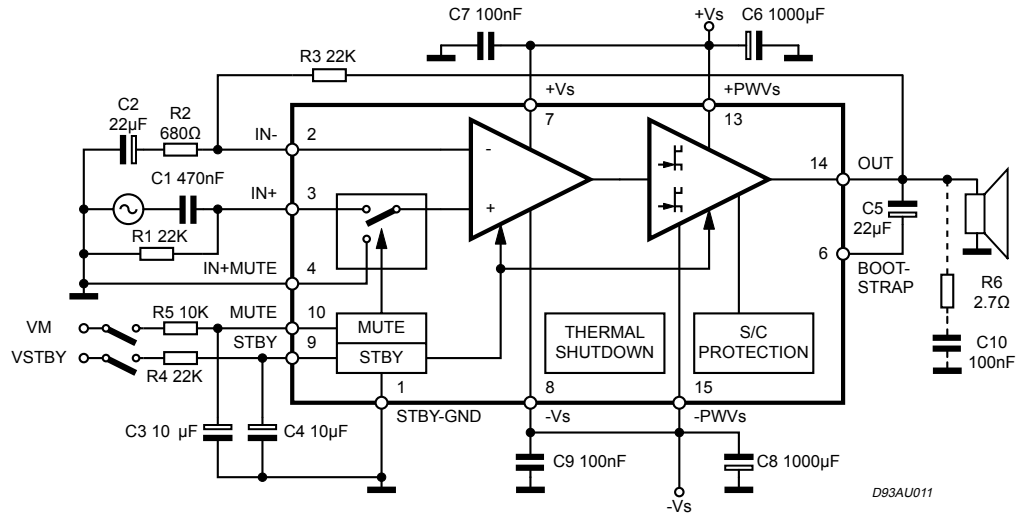 C7 100nF
+Vs
C6 1000µF
R3 22K
C2
22µF
R2
680Ω
+Vs
+PWVs
7
13
IN-
2
-
14
OUT
C1 470nF
IN+
3
+
C5
22µF
R1 22K
IN+MUTE
4
6
BOOT-
STRAP
R6
2.7Ω
VM
R5 10K
MUTE
10
MUTE
THERMAL
SHUTDOWN
S/C
PROTECTION
C10
100nF
VSTBY
R4 22K
STBY
9
STBY
1
8
15
STBY-GND
-Vs
-PWVs
C3 10 µF
C4 10µF
C9 100nF
C8 1000µF
-Vs
D93AU011